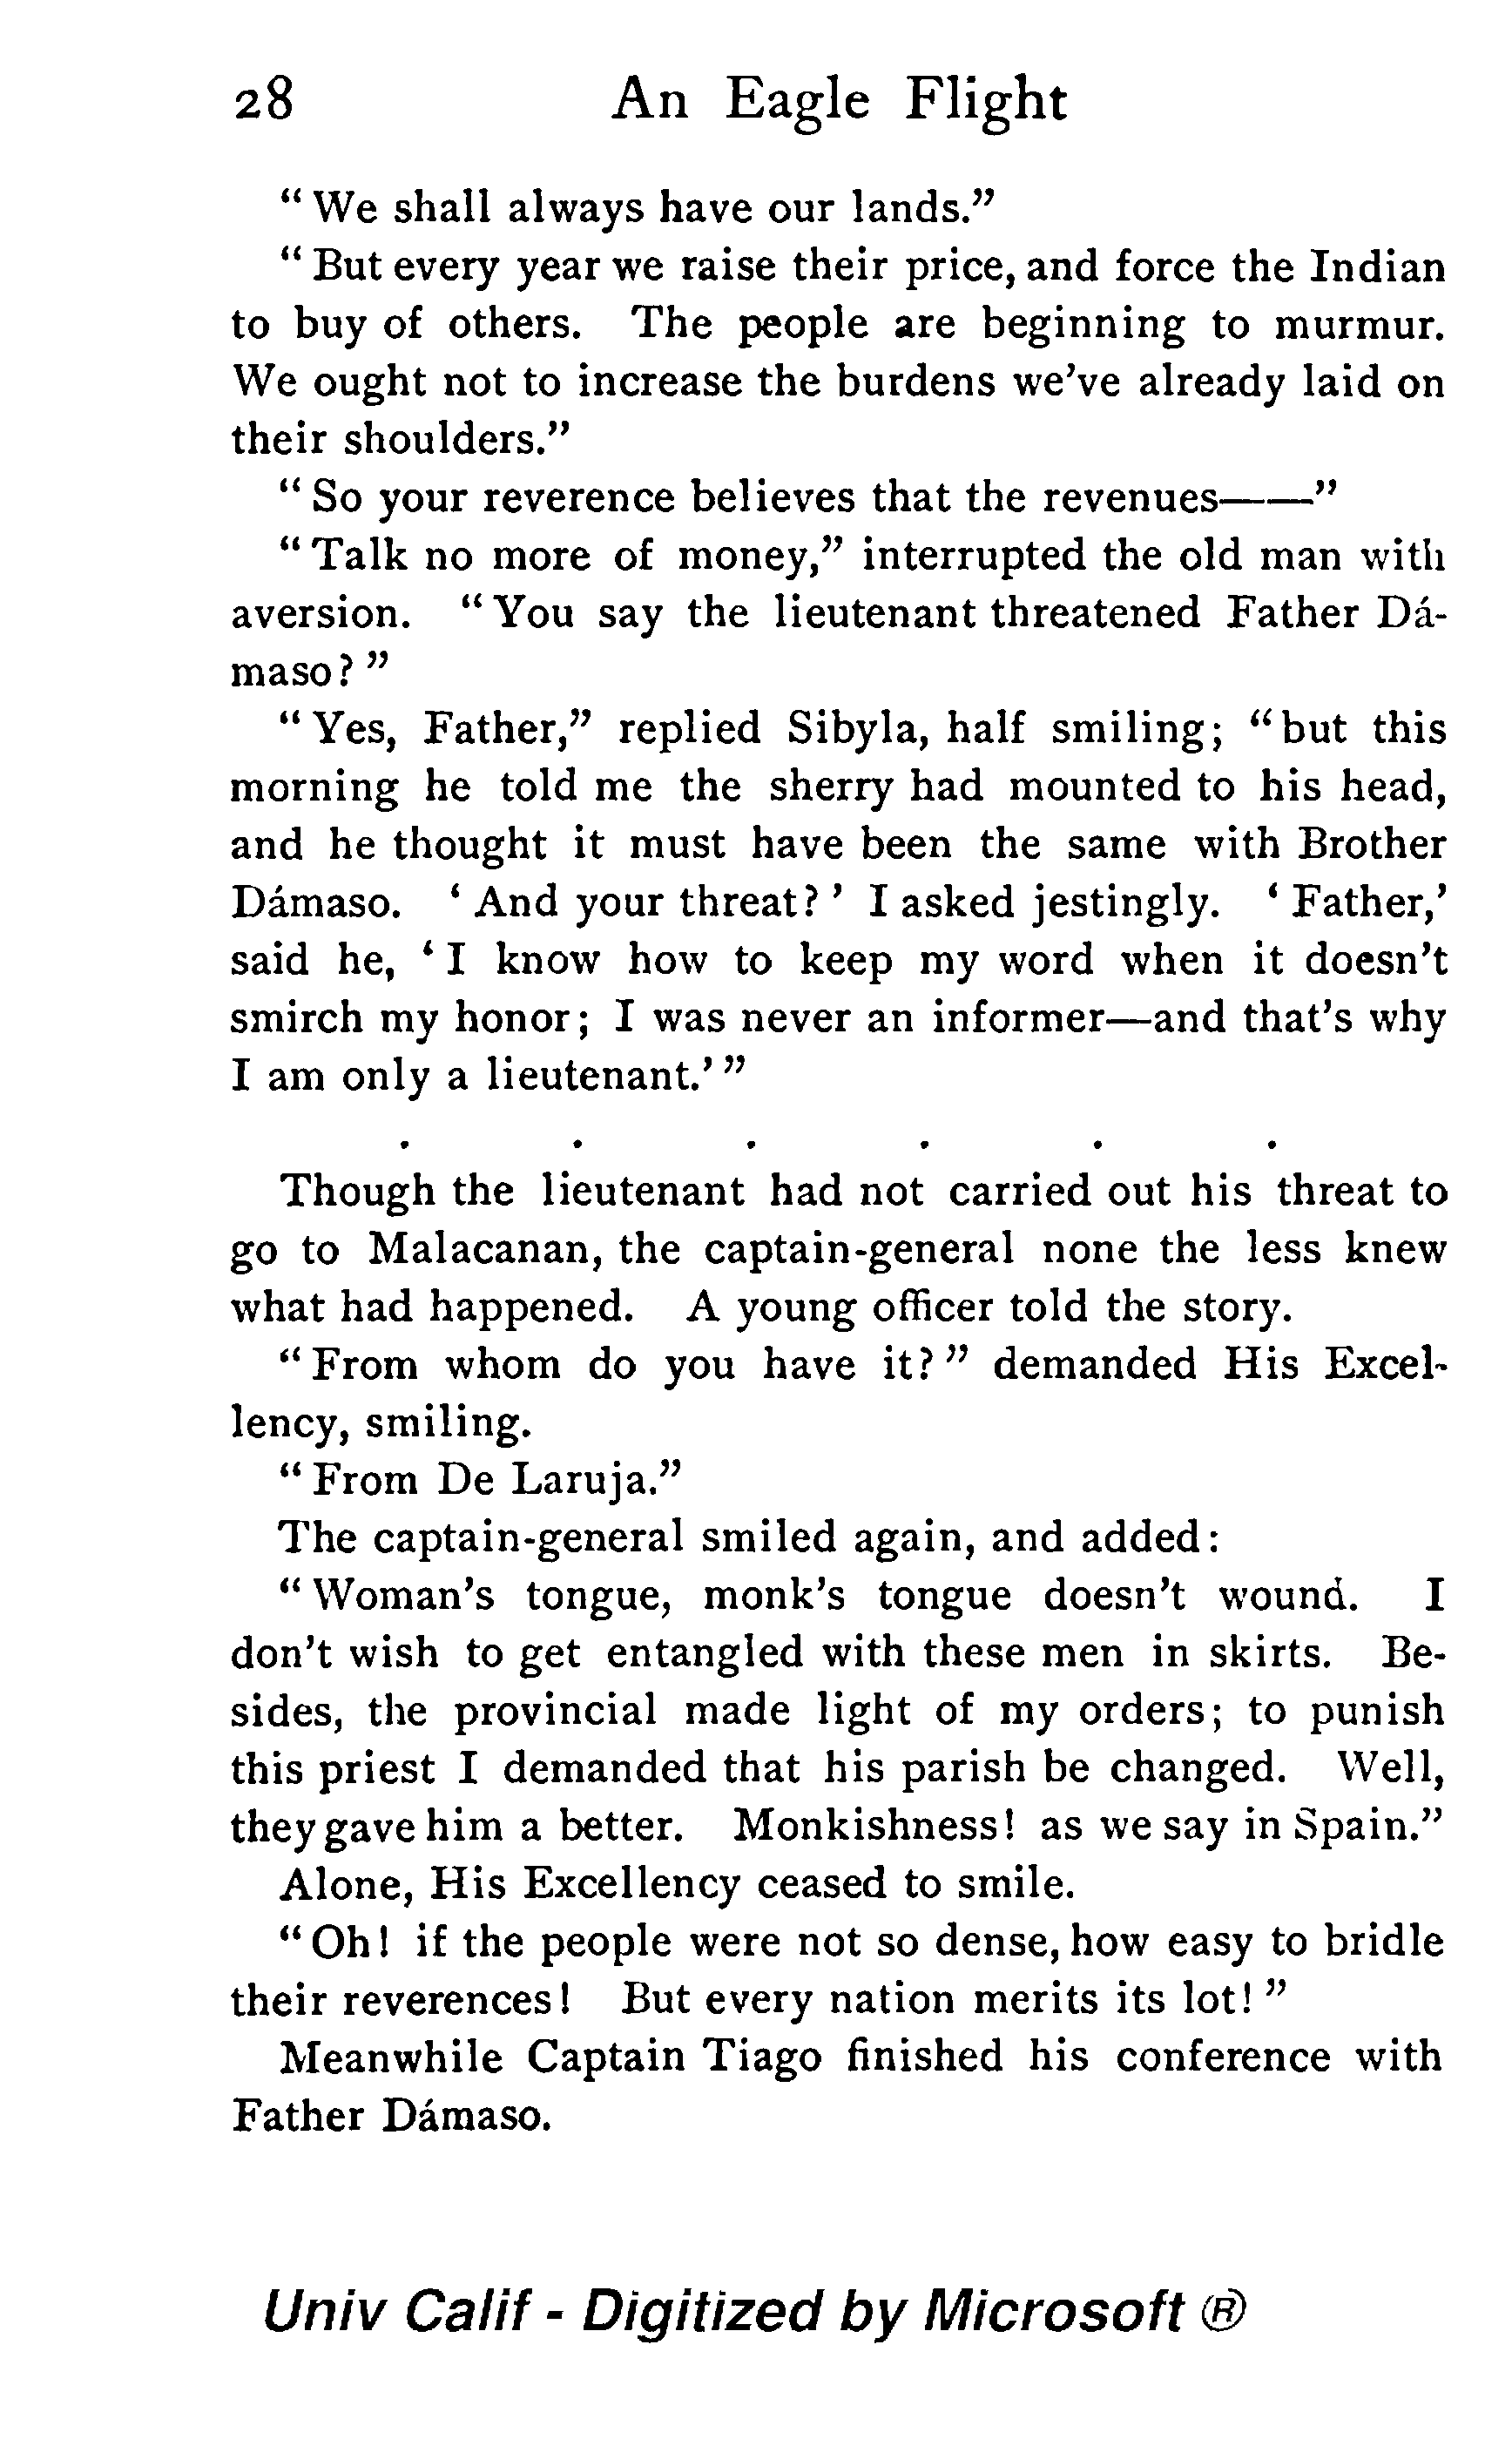 28 An Eagle Flight
“ We shall always have our lands.”
“ But every year we raise their price, and force the Indian
to buy of others. The people are beginning to murmur.
We ought not to increase the burdens we’ve already laid on
their shoulders.”
“ So your reverence believes that the revenues——”
“ Talk no more of money,” interrupted the old man with
aversion. “ You say the lieutenant threatened Father Dá-
maso? ”
“ Yes, Father,” replied Sibyla, half smiling; “ but this
morning he told me the sherry had mounted to his head,
and he thought it must have been the same with Brother
Dámaso. ‘ And your threat? ’ I asked jestingly. ‘ Father,’
said he, ‘ I know how to keep my word when it doesn’t
smirch my honor; I was never an informer—and that’s why
I am only a lieutenant.’ ”
. . . . . .
Though the lieutenant had not carried out his threat to
go to Malacanan, the captain-general none the less knew
what had happened. A young officer told the story.
“ From whom do you have it? ” demanded His Excel-
lency, smiling.
“ From De Laruja.”
The captain-general smiled again, and added:
“ Woman’s tongue, monk’s tongue doesn’t wound. I
don’t wish to get entangled with these men in skirts. Be-
sides, the provincial made light of my orders; to punish
this priest I demanded that his parish be changed. Well,
they gave him a better. Monkishness! as we say in Spain.”
Alone, His Excellency ceased to smile.
“ Oh! if the people were not so dense, how easy to bridle
their reverences! But every nation merits its lot! ”
Meanwhile Captain Tiago finished his conference with
Father Dámaso.
Univ Calif - Digitized by Microsoft ®